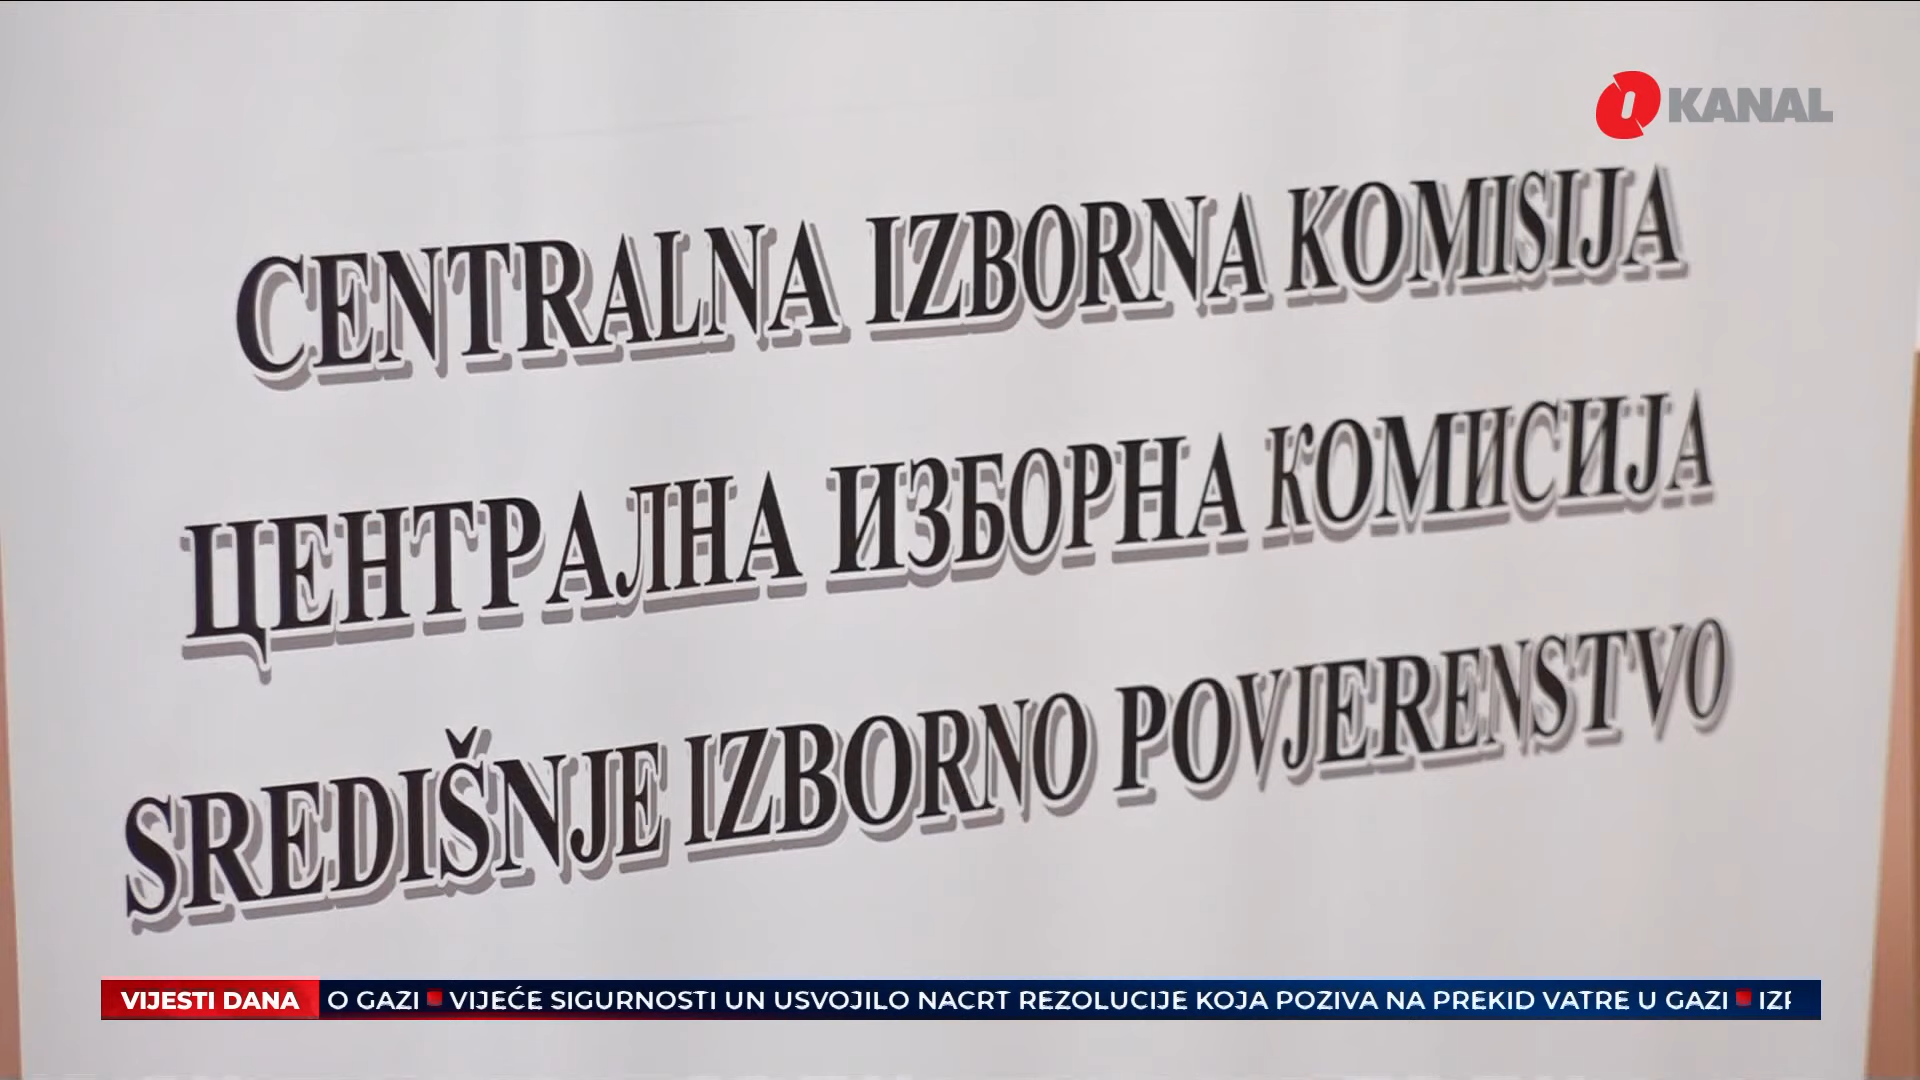 O KANAL
CENTRALNA IZBORNA KOMISIJA
ЦЕНТРАЛНА ИЗБОРНА КОМИСИЈА
SREDIŠNJE IZBORNO POVJERENSTVO
VIJESTI DANA O GAZI VIJEĆE SIGURNOSTI UN USVOJILO NACRT REZOLUCIJE KOJA POZIVA NA PREKID VATRE U GAZI